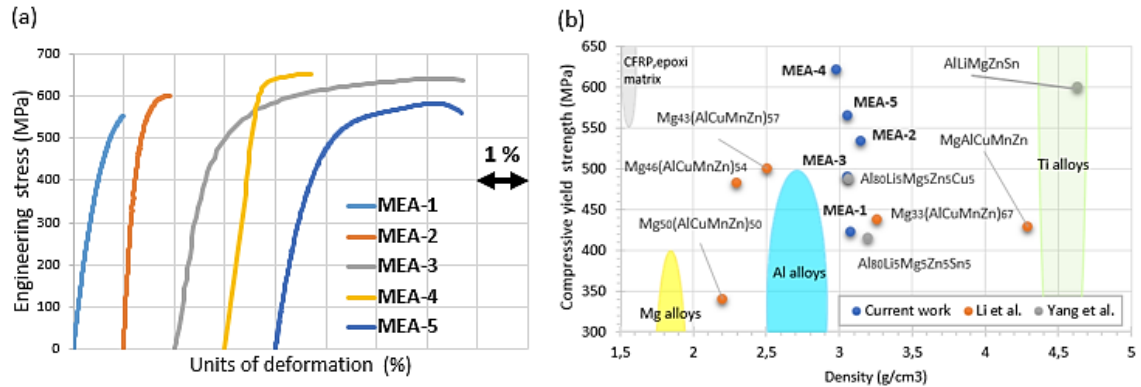 (a)
700
600
500
400
300
200
100
0
Engineering stress (MPa)
Units of deformation (%)
1 %
MEA-1
MEA-2
MEA-3
MEA-4
MEA-5
(b)
650
600
550
500
450
400
350
300
Compressive yield strength (MPa)
CFRP,epoxi
matrix
MEA-4
AlLiMgZnSn
MEA-5
Mg43(AlCuMnZn)57
MEA-2
MgAlCuMnZn
Mg46(AlCuMnZn)54
MEA-3
Ti alloys
Al80Li5Mg5Zn5Cu5
Mg50(AlCuMnZn)50
MEA-1
Mg33(AlCuMnZn)67
Al80Li5Mg5Zn5Sn5
Al alloys
Mg alloys
Current work Li et al. Yang et al.
1,5 2 2,5 3 3,5 4 4,5 5
Density (g/cm3)